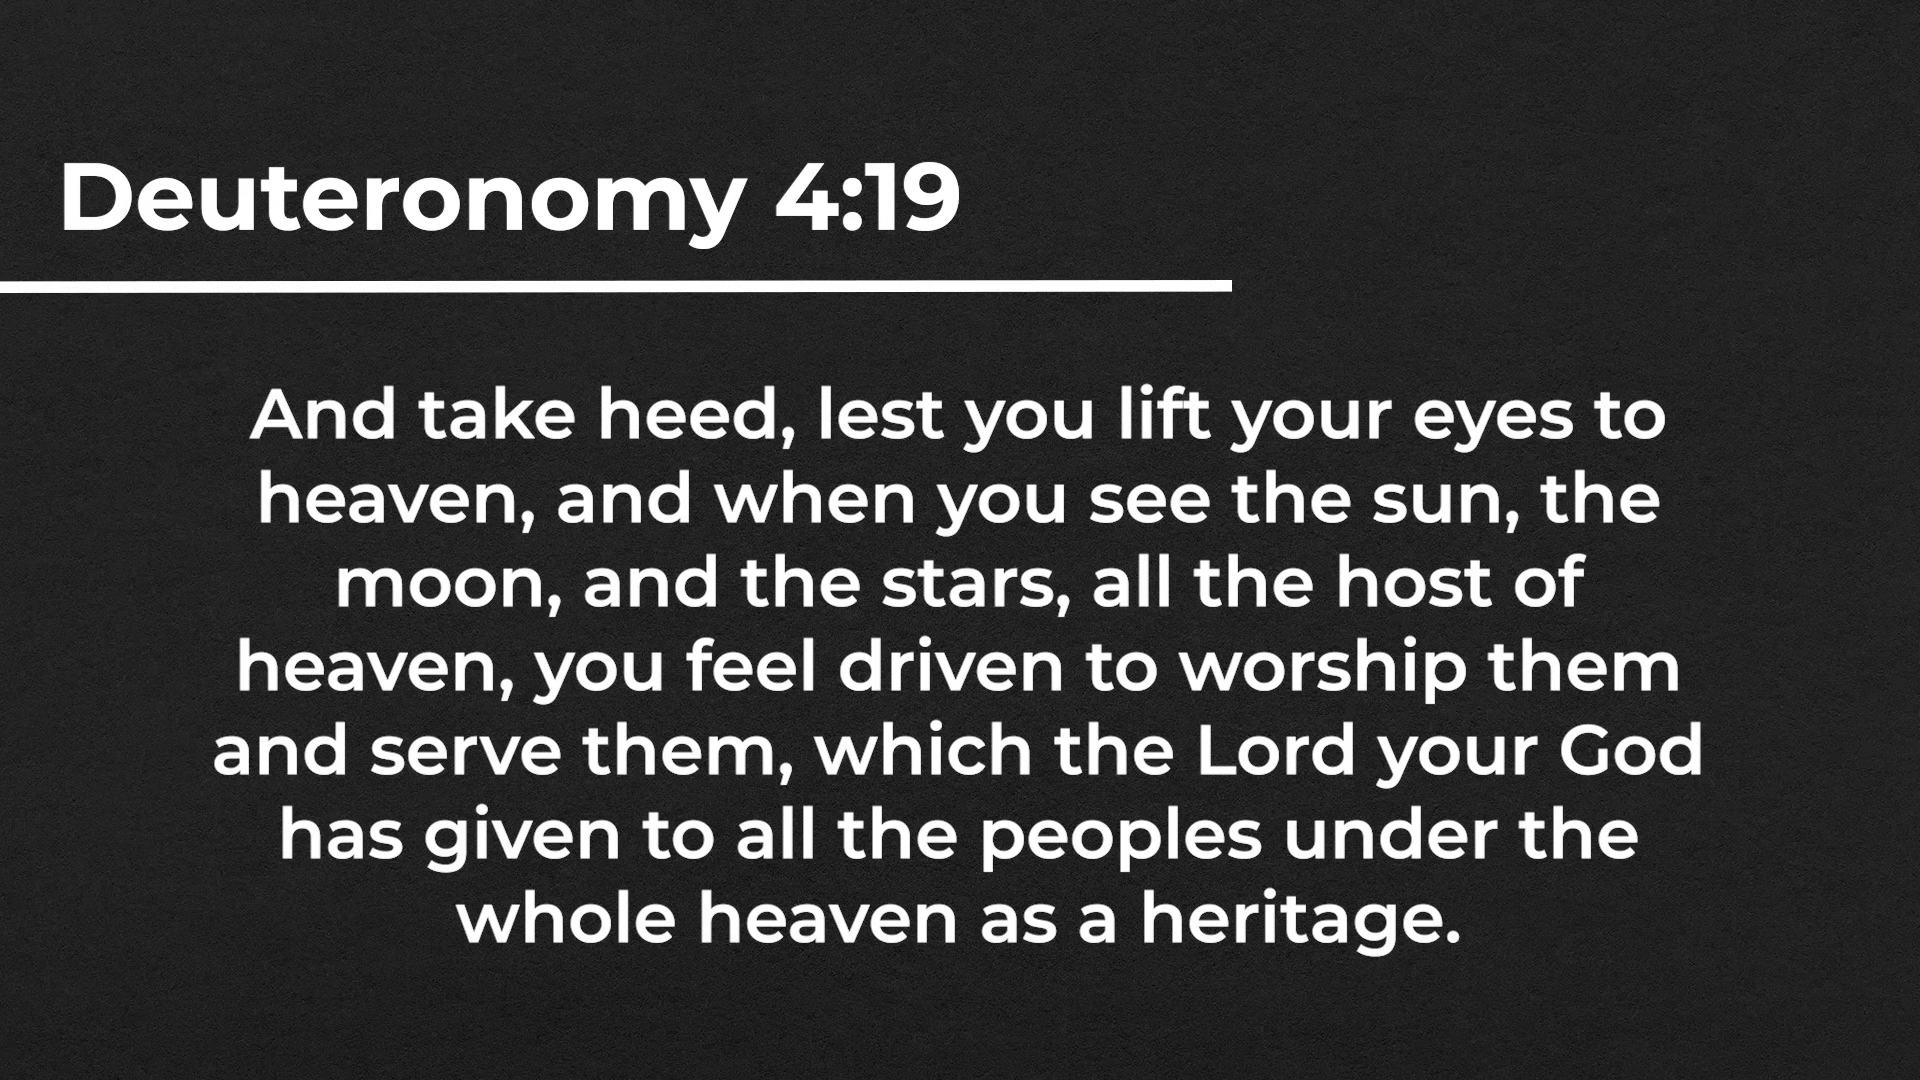 Deuteronomy 4:19
And take heed, lest you lift your eyes to
heaven, and when you see the sun, the
moon, and the stars, all the host of
heaven, you feel driven to worship them
and serve them, which the Lord your God
has given to all the peoples under the
whole heaven as a heritage.